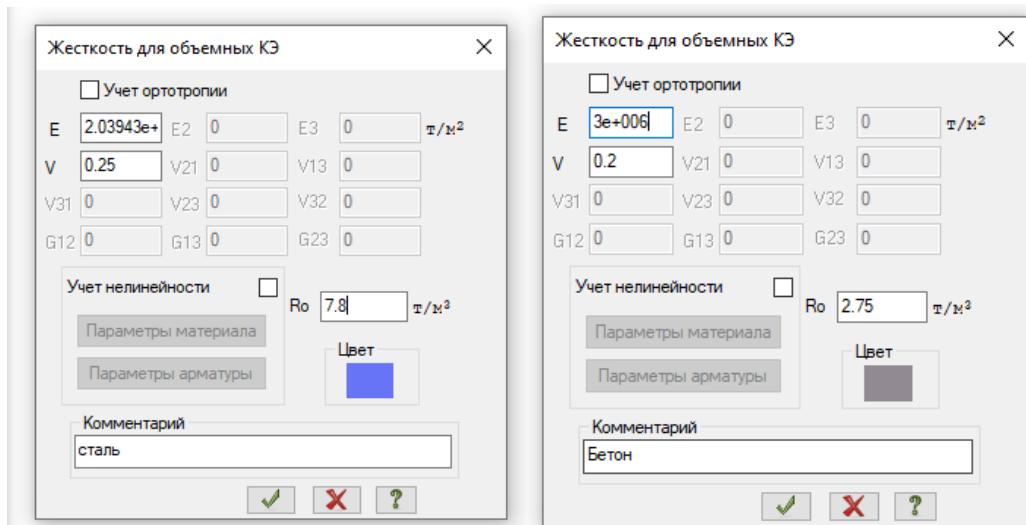 Жесткость для объемных КЭ
Учет ортотропии
E 2.03943e+ E2 0 E3 0 т/м²
V 0.25 V21 0 V13 0
V31 0 V23 0 V32 0
G12 0 G13 0 G23 0
Учет нелинейности
Ro 7.8 т/м³
Параметры материала
Цвет
Параметры арматуры
Комментарий
сталь
Жесткость для объемных КЭ
Учет ортотропии
E 3e+006 E2 0 E3 0 т/м²
V 0.2 V21 0 V13 0
V31 0 V23 0 V32 0
G12 0 G13 0 G23 0
Учет нелинейности
Ro 2.75 т/м³
Параметры материала
Цвет
Параметры арматуры
Комментарий
Бетон